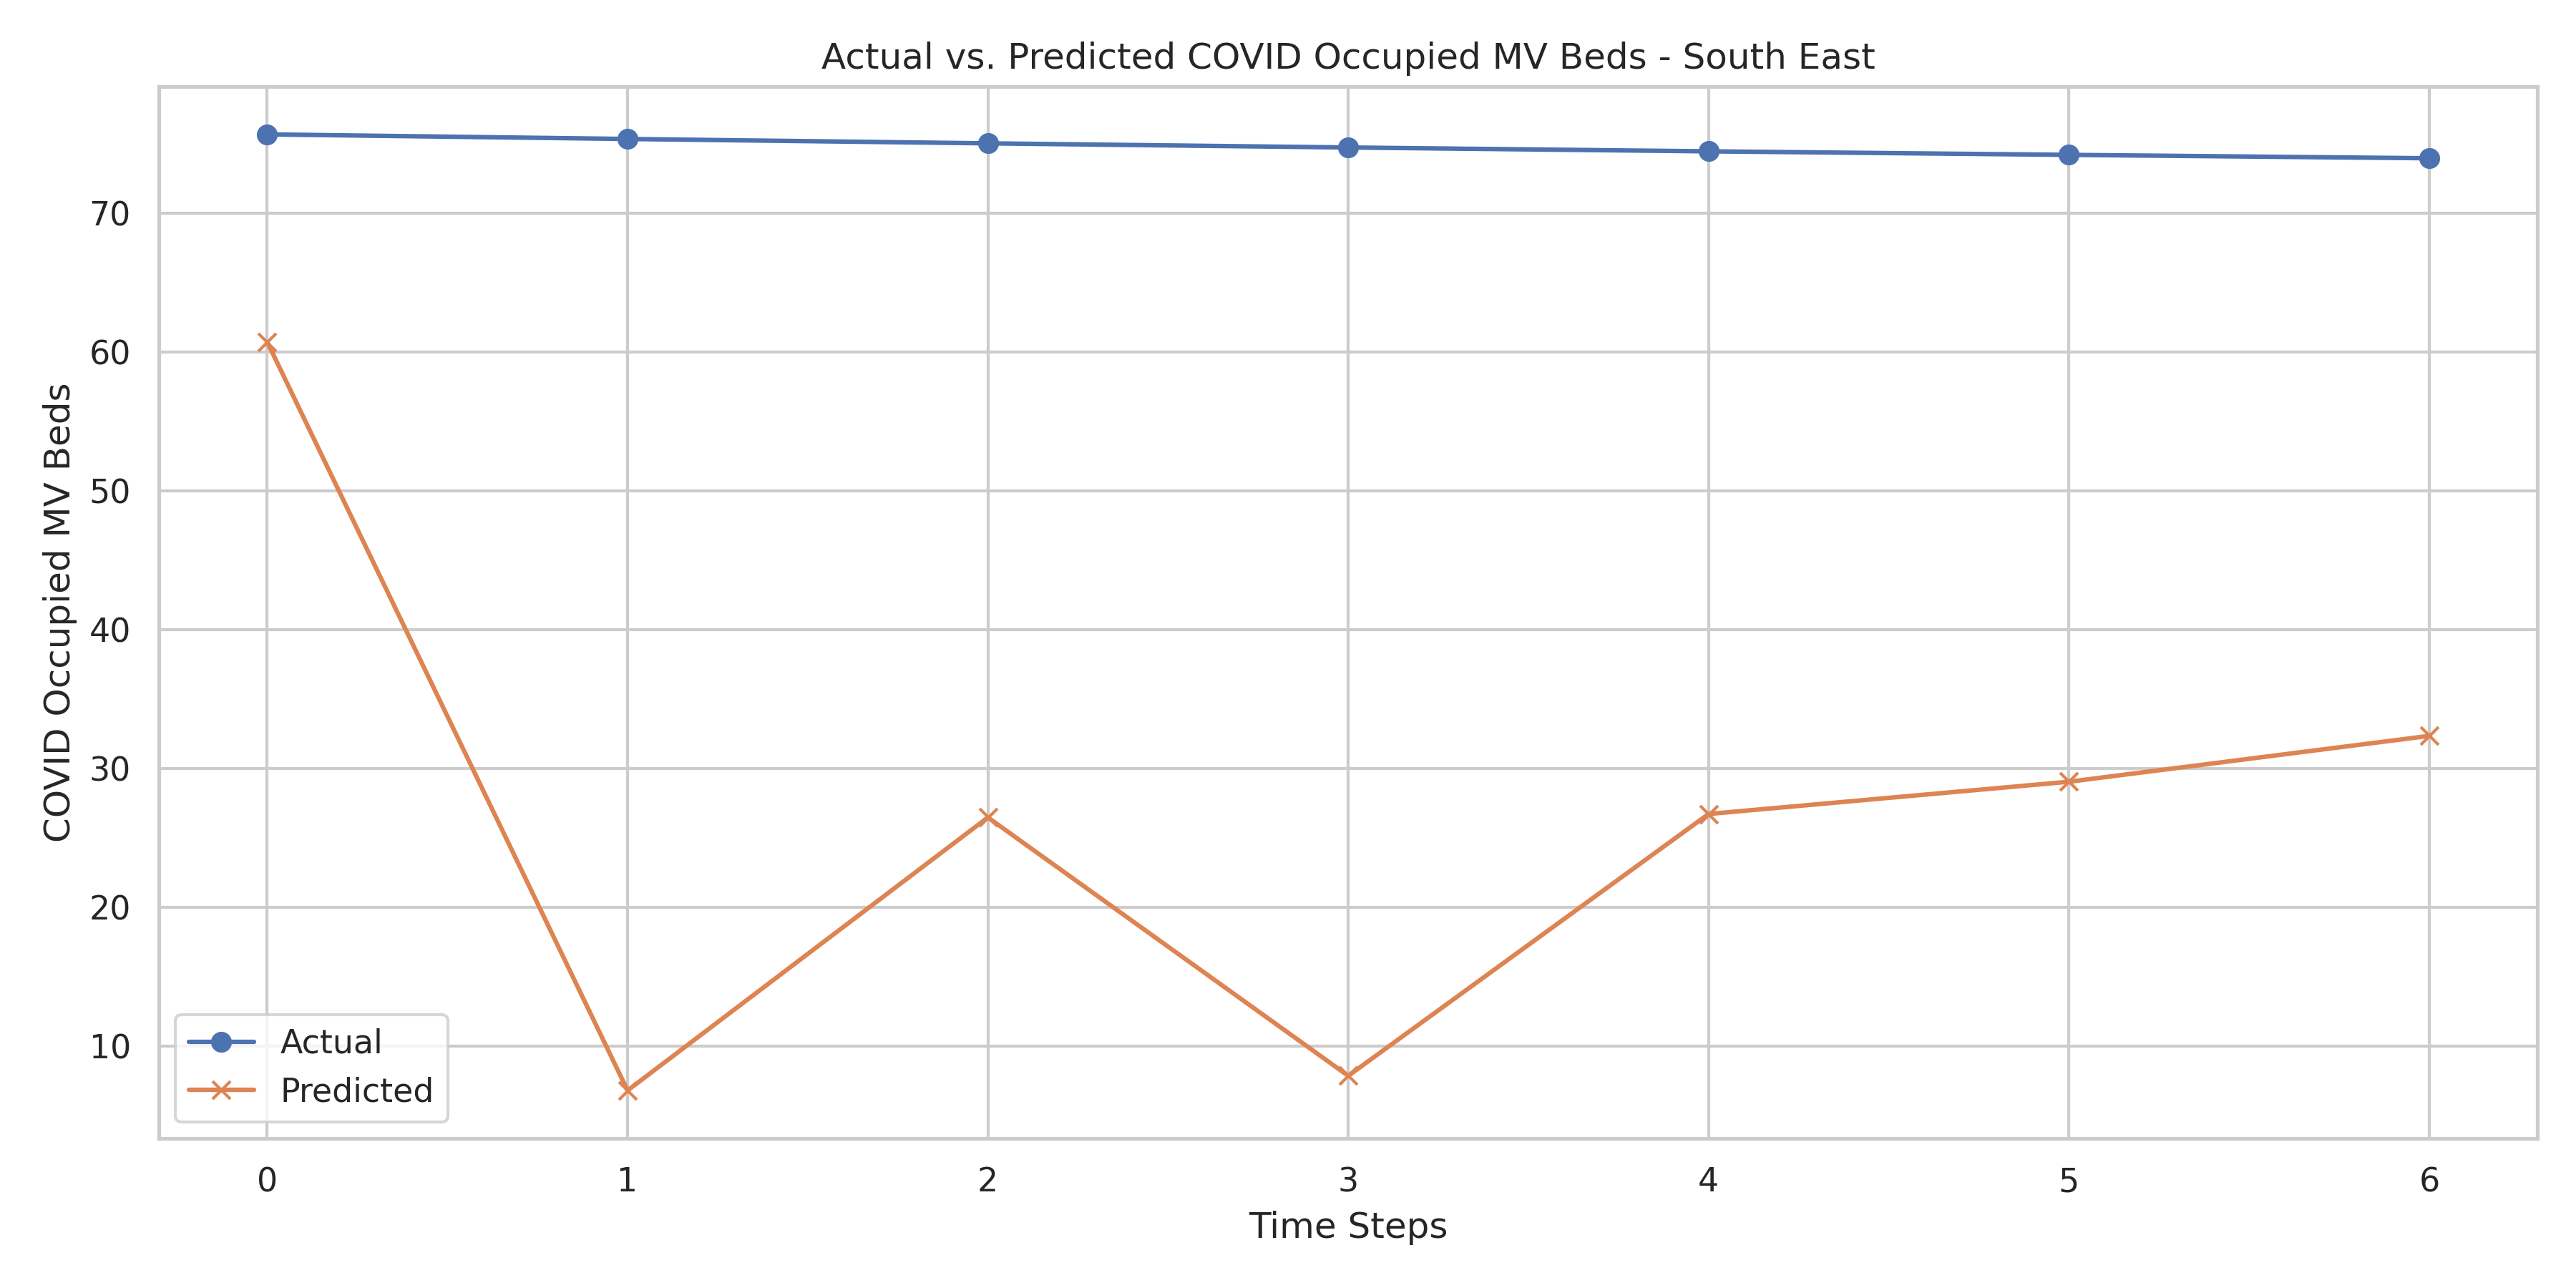 Actual vs. Predicted COVID Occupied MV Beds - South East
COVID Occupied MV Beds
70
60
50
40
30
20
10
Actual
Predicted
0 1 2 3 4 5 6
Time Steps